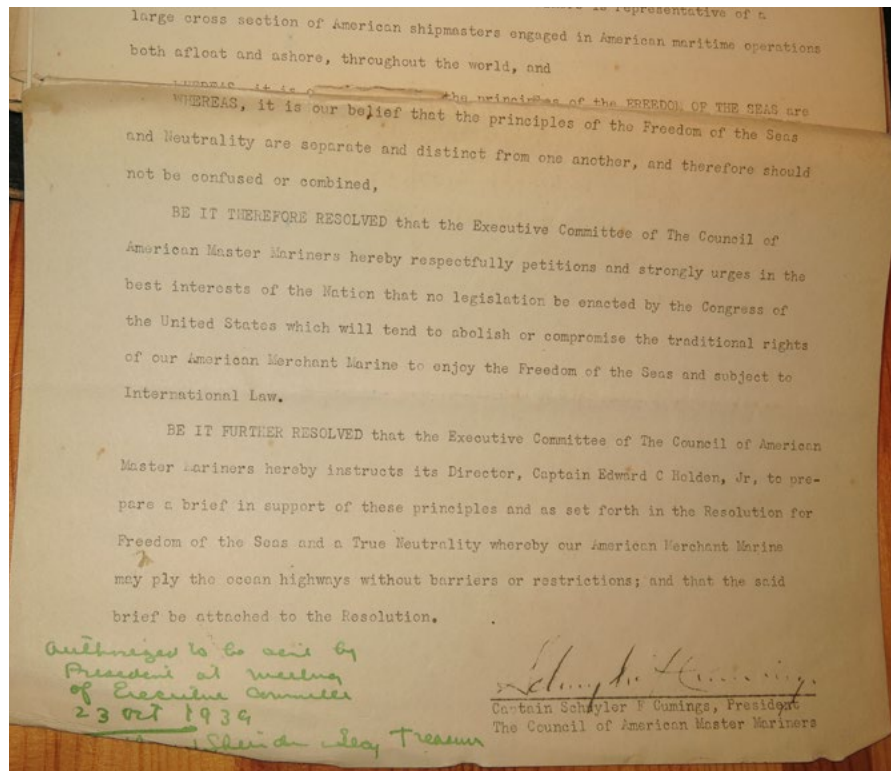 is representative of a
large cross section of American shipmasters engaged in American maritime operations
both afloat and ashore, throughout the world, and
WHEREAS, it is the principles of the FREEDOM OF THE SEAS are
WHEREAS, it is our belief that the principles of the Freedom of the Seas
and Neutrality are separate and distinct from one another, and therefore should
not be confused or combined,
BE IT THEREFORE RESOLVED that the Executive Committee of The Council of
American Master Mariners hereby respectfully petitions and strongly urges in the
best interests of the Nation that no legislation be enacted by the Congress of
the United States which will tend to abolish or compromise the traditional rights
of our American Merchant Marine to enjoy the Freedom of the Seas and subject to
International Law.
BE IT FURTHER RESOLVED that the Executive Committee of The Council of American
Master Mariners hereby instructs its Director, Captain Edward C Holden, Jr, to pre-
pare a brief in support of these principles and as set forth in the Resolution for
Freedom of the Seas and a True Neutrality whereby our American Merchant Marine
may ply the ocean highways without barriers or restrictions; and that the said
brief be attached to the Resolution.
Authorized to be sent by
President at meeting
of Executive Committee
23 Oct 1939
Secy Treasurer
Captain Schuyler F Cumings, President
The Council of American Master Mariners